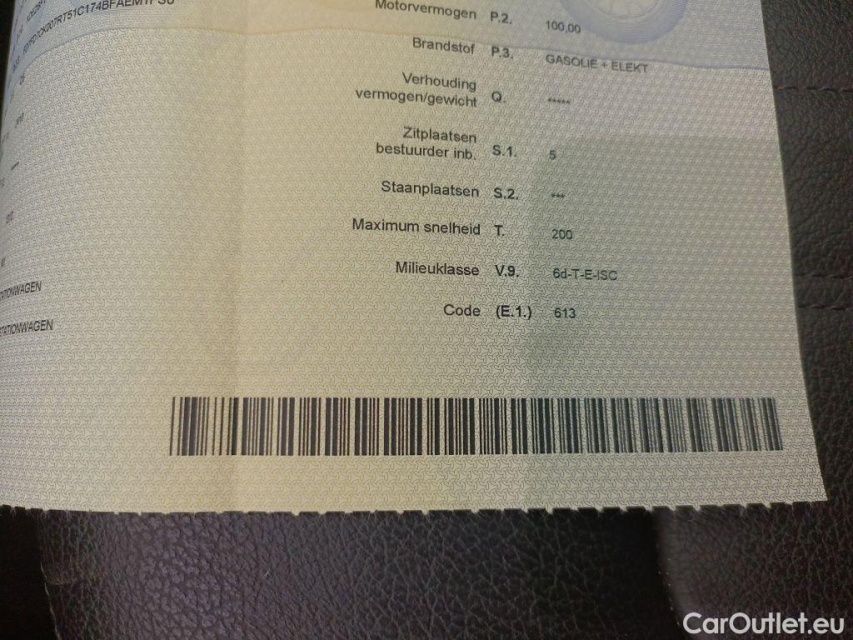 Motorvermogen P.2. 100,00
Brandstof P.3. GASOLIE + ELEKT
Verhouding
vermogen/gewicht Q. *****
Zitplaatsen
bestuurder inb. S.1. 5
Staanplaatsen S.2. ***
Maximum snelheid T. 200
Milieuklasse V.9. 6d-T-E-ISC
Code (E.1.) 613
STATIONWAGEN
CarOutlet.eu